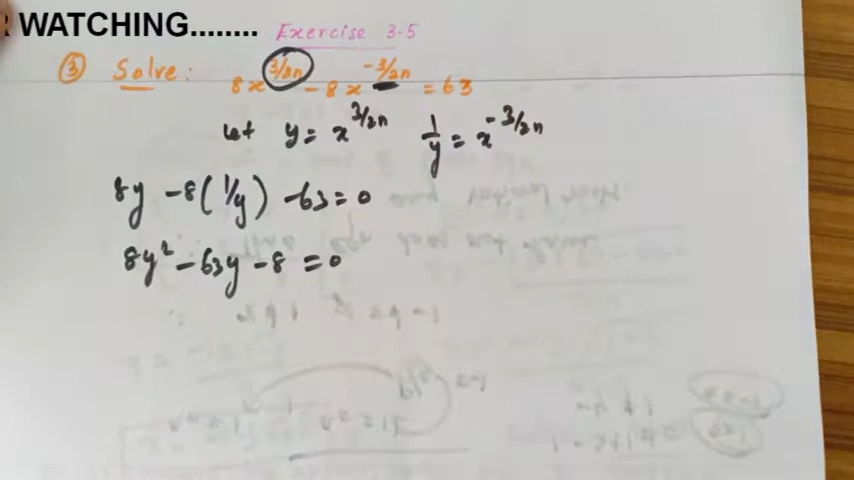 R WATCHING........
Exercise 3.5
③ Solve: 8x^(3/2n) - 8x^(-3/2n) = 63
Let y = x^(3/2n) 1/y = x^(-3/2n)
8y - 8(1/y) - 63 = 0
8y² - 63y - 8 = 0